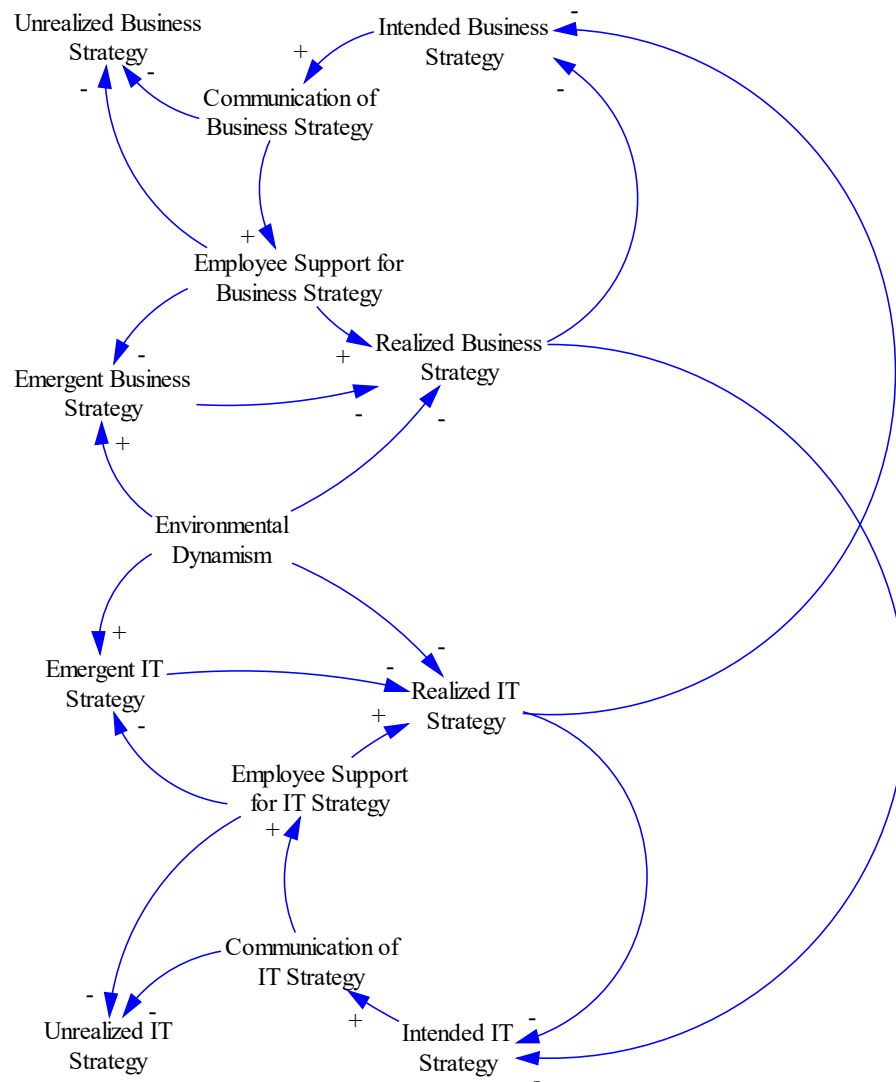 Unrealized Business
Strategy
-
-
Intended Business
Strategy
-
-
+
Communication of
Business Strategy
+
Employee Support for
Business Strategy
-
+
Realized Business
Strategy
Emergent Business
Strategy
-
-
+
Environmental
Dynamism
+
-
Emergent IT
Strategy
-
Realized IT
Strategy
-
+
Employee Support
for IT Strategy
+
Communication of
IT Strategy
-
-
+
Unrealized IT
Strategy
Intended IT
Strategy
-
-